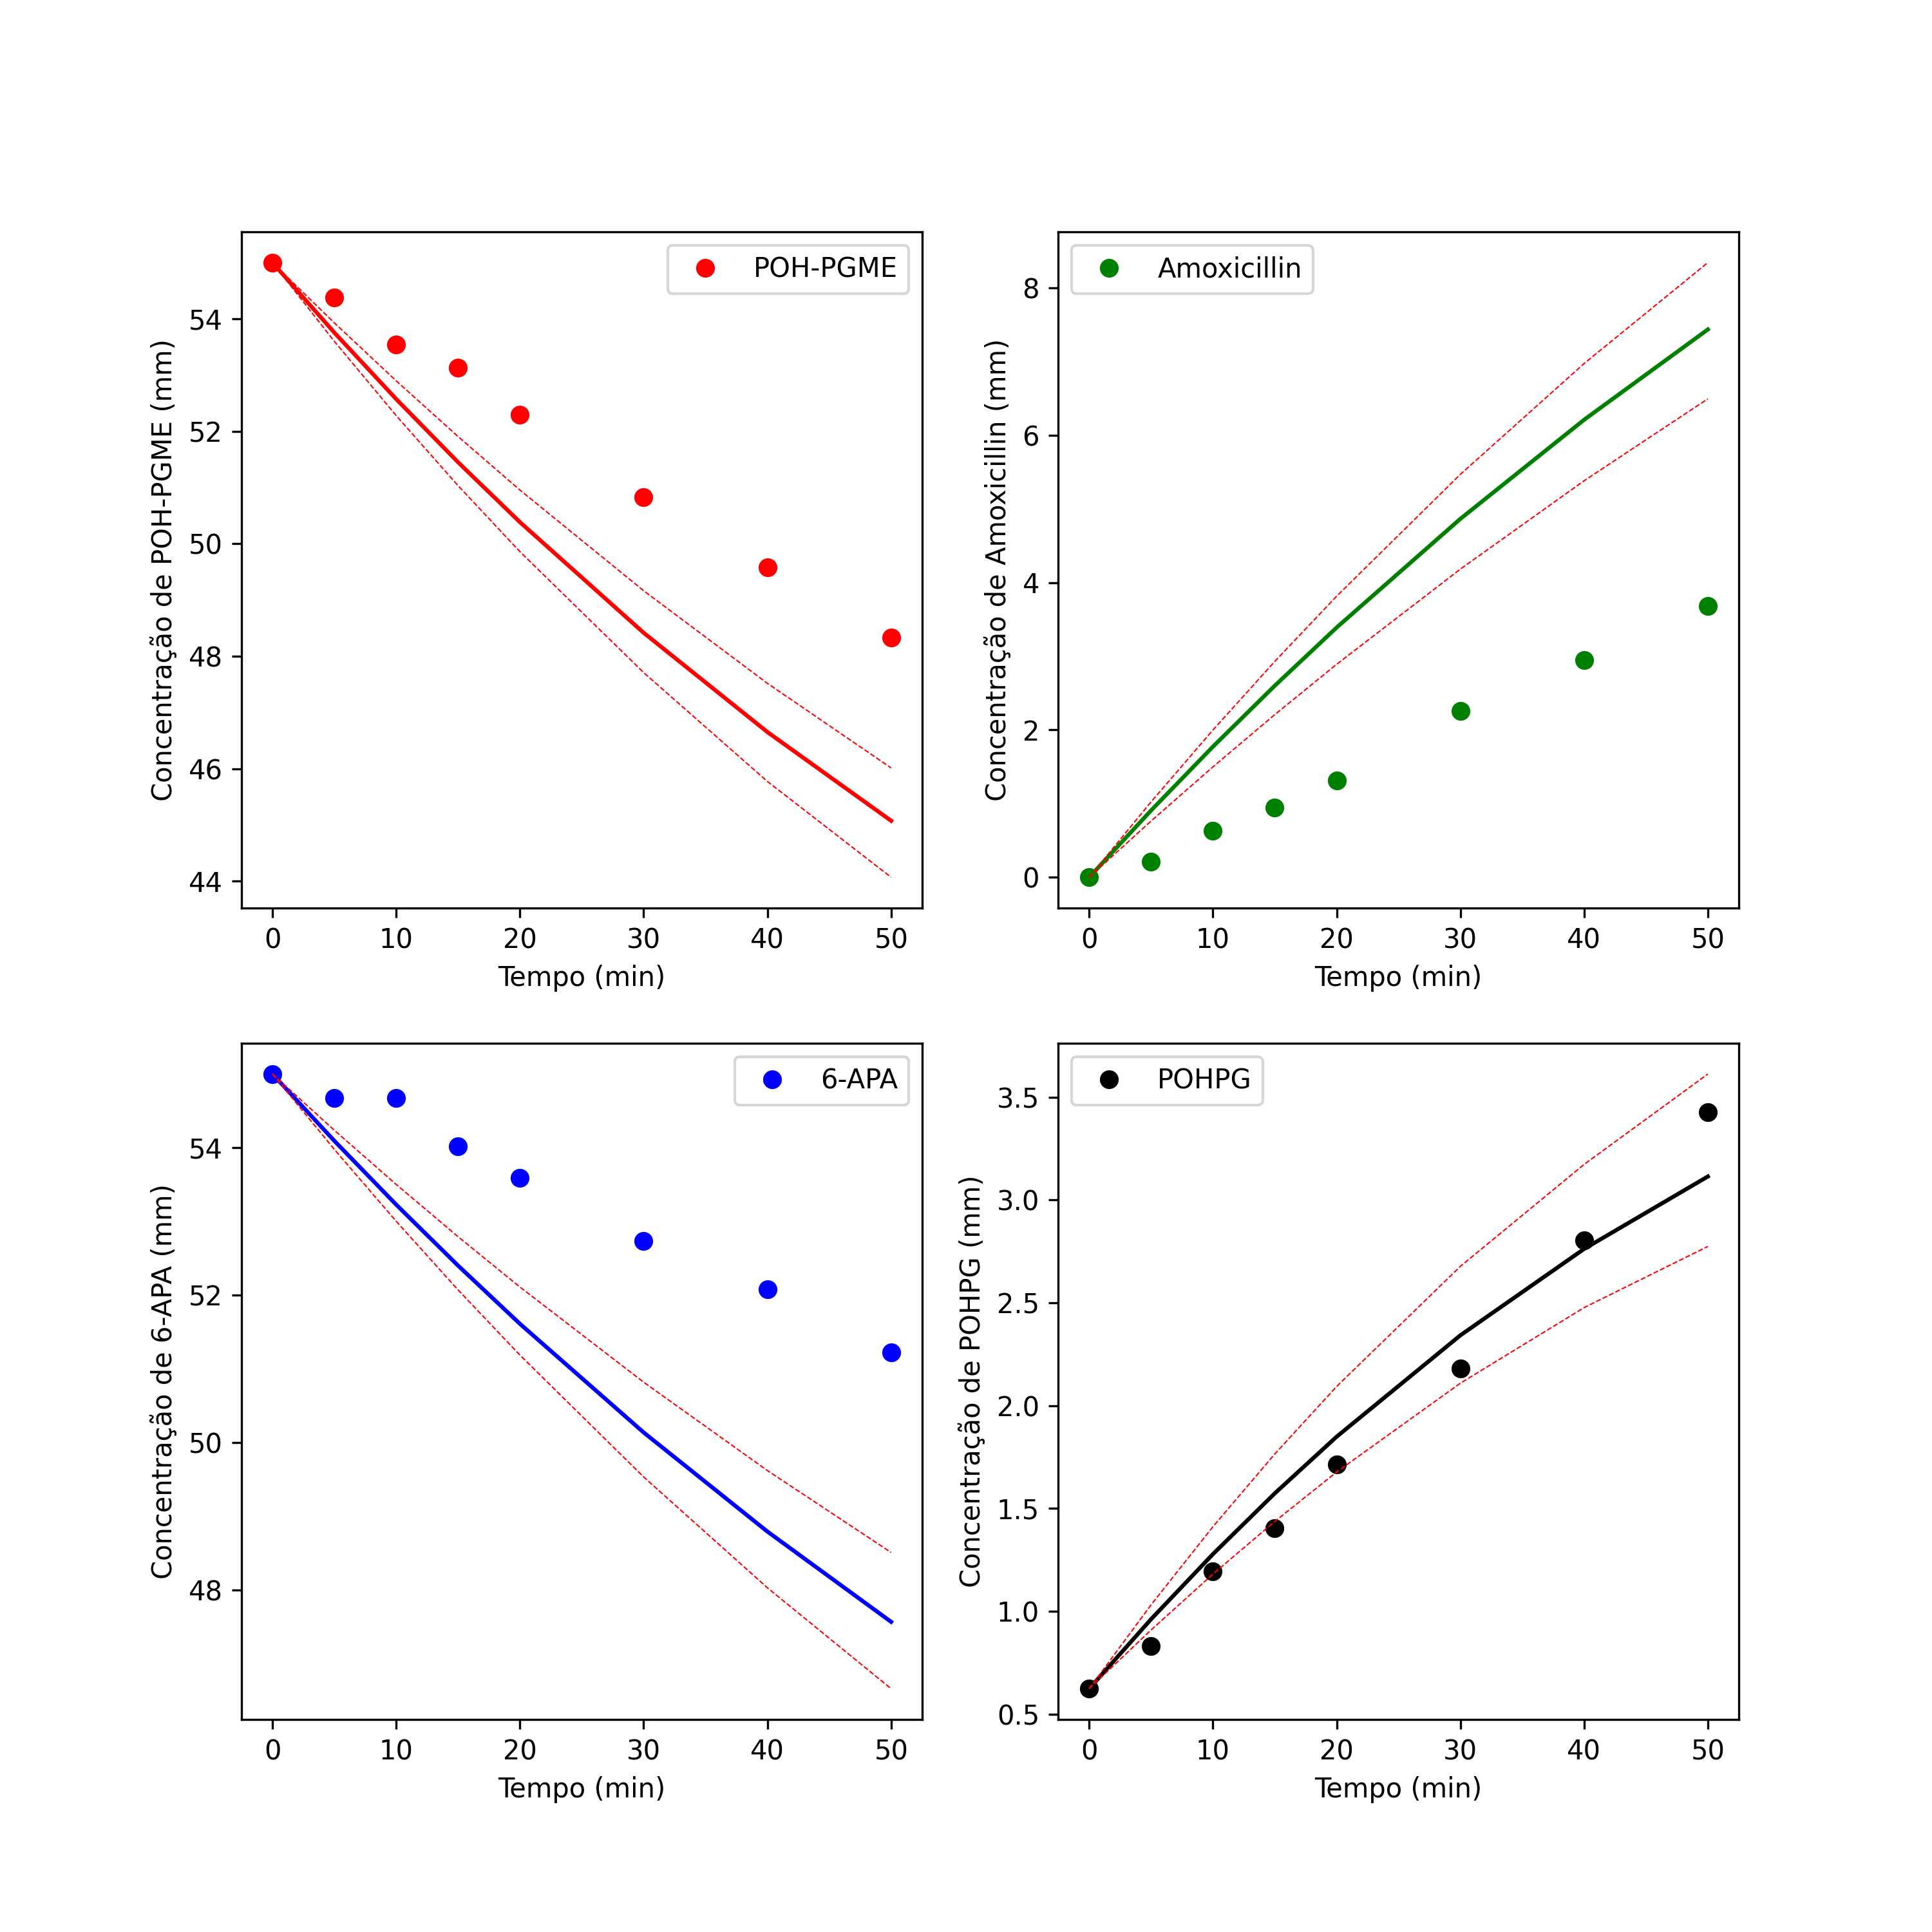 POH-PGME
Concentração de POH-PGME (mm)
54
52
50
48
46
44
0 10 20 30 40 50
Tempo (min)
Amoxicillin
Concentração de Amoxicillin (mm)
8
6
4
2
0
0 10 20 30 40 50
Tempo (min)
6-APA
Concentração de 6-APA (mm)
54
52
50
48
0 10 20 30 40 50
Tempo (min)
POHPG
Concentração de POHPG (mm)
3.5
3.0
2.5
2.0
1.5
1.0
0.5
0 10 20 30 40 50
Tempo (min)